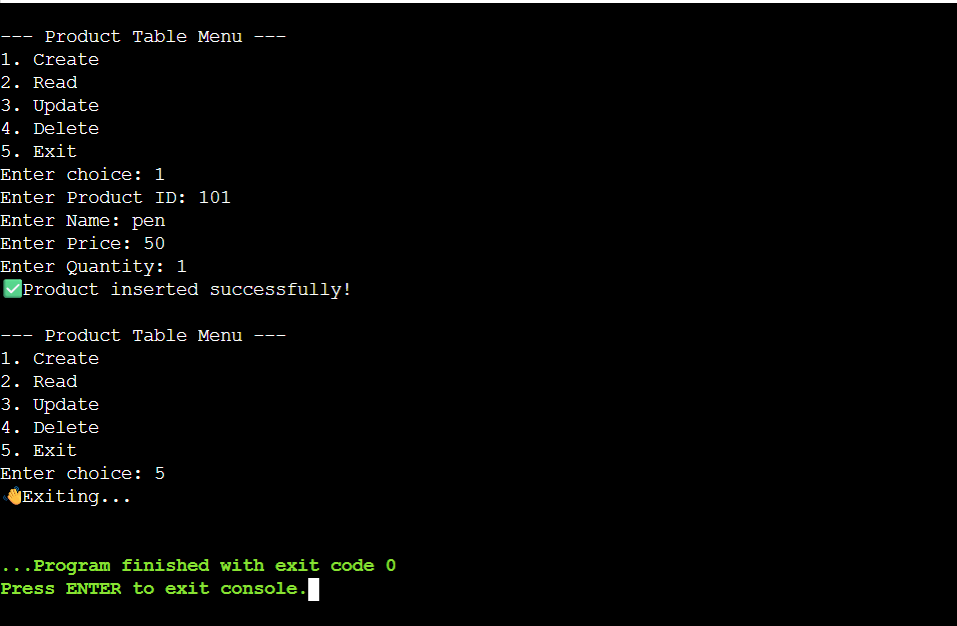 --- Product Table Menu ---
1. Create
2. Read
3. Update
4. Delete
5. Exit
Enter choice: 1
Enter Product ID: 101
Enter Name: pen
Enter Price: 50
Enter Quantity: 1
✅Product inserted successfully!
--- Product Table Menu ---
1. Create
2. Read
3. Update
4. Delete
5. Exit
Enter choice: 5
👋Exiting...
...Program finished with exit code 0
Press ENTER to exit console.